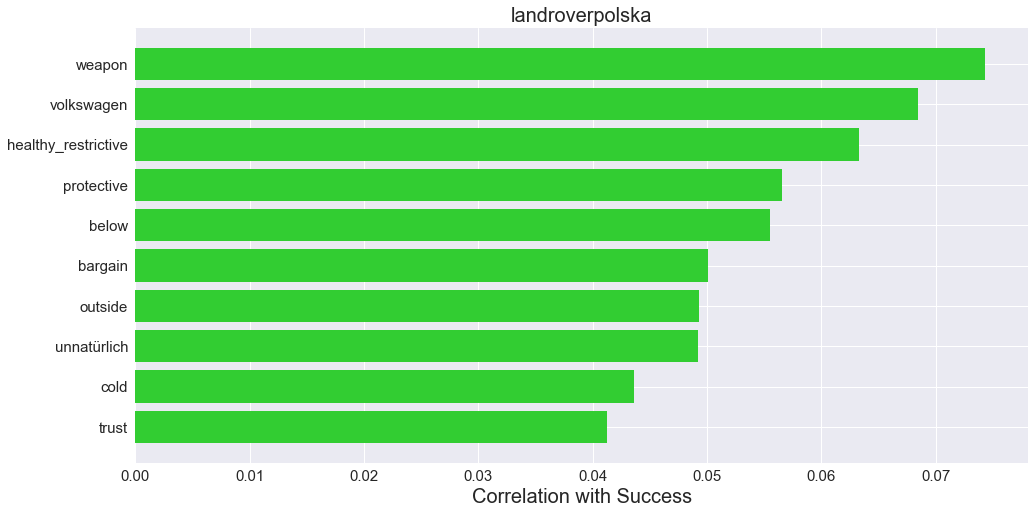 landroverpolska
weapon
volkswagen
healthy_restrictive
protective
below
bargain
outside
unnatürlich
cold
trust
0.00 0.01 0.02 0.03 0.04 0.05 0.06 0.07
Correlation with Success